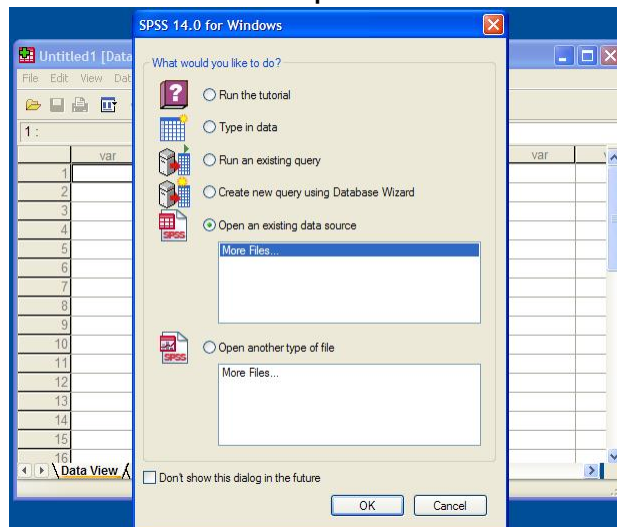 SPSS 14.0 for Windows
Untitled1 [Data
File Edit View Dat
1 :
var
var
1
2
3
4
5
6
7
8
9
10
11
12
13
14
15
16
Data View
What would you like to do?
Run the tutorial
Type in data
Run an existing query
Create new query using Database Wizard
SPSS
Open an existing data source
More Files...
SPSS
Open another type of file
More Files...
Don't show this dialog in the future
OK Cancel